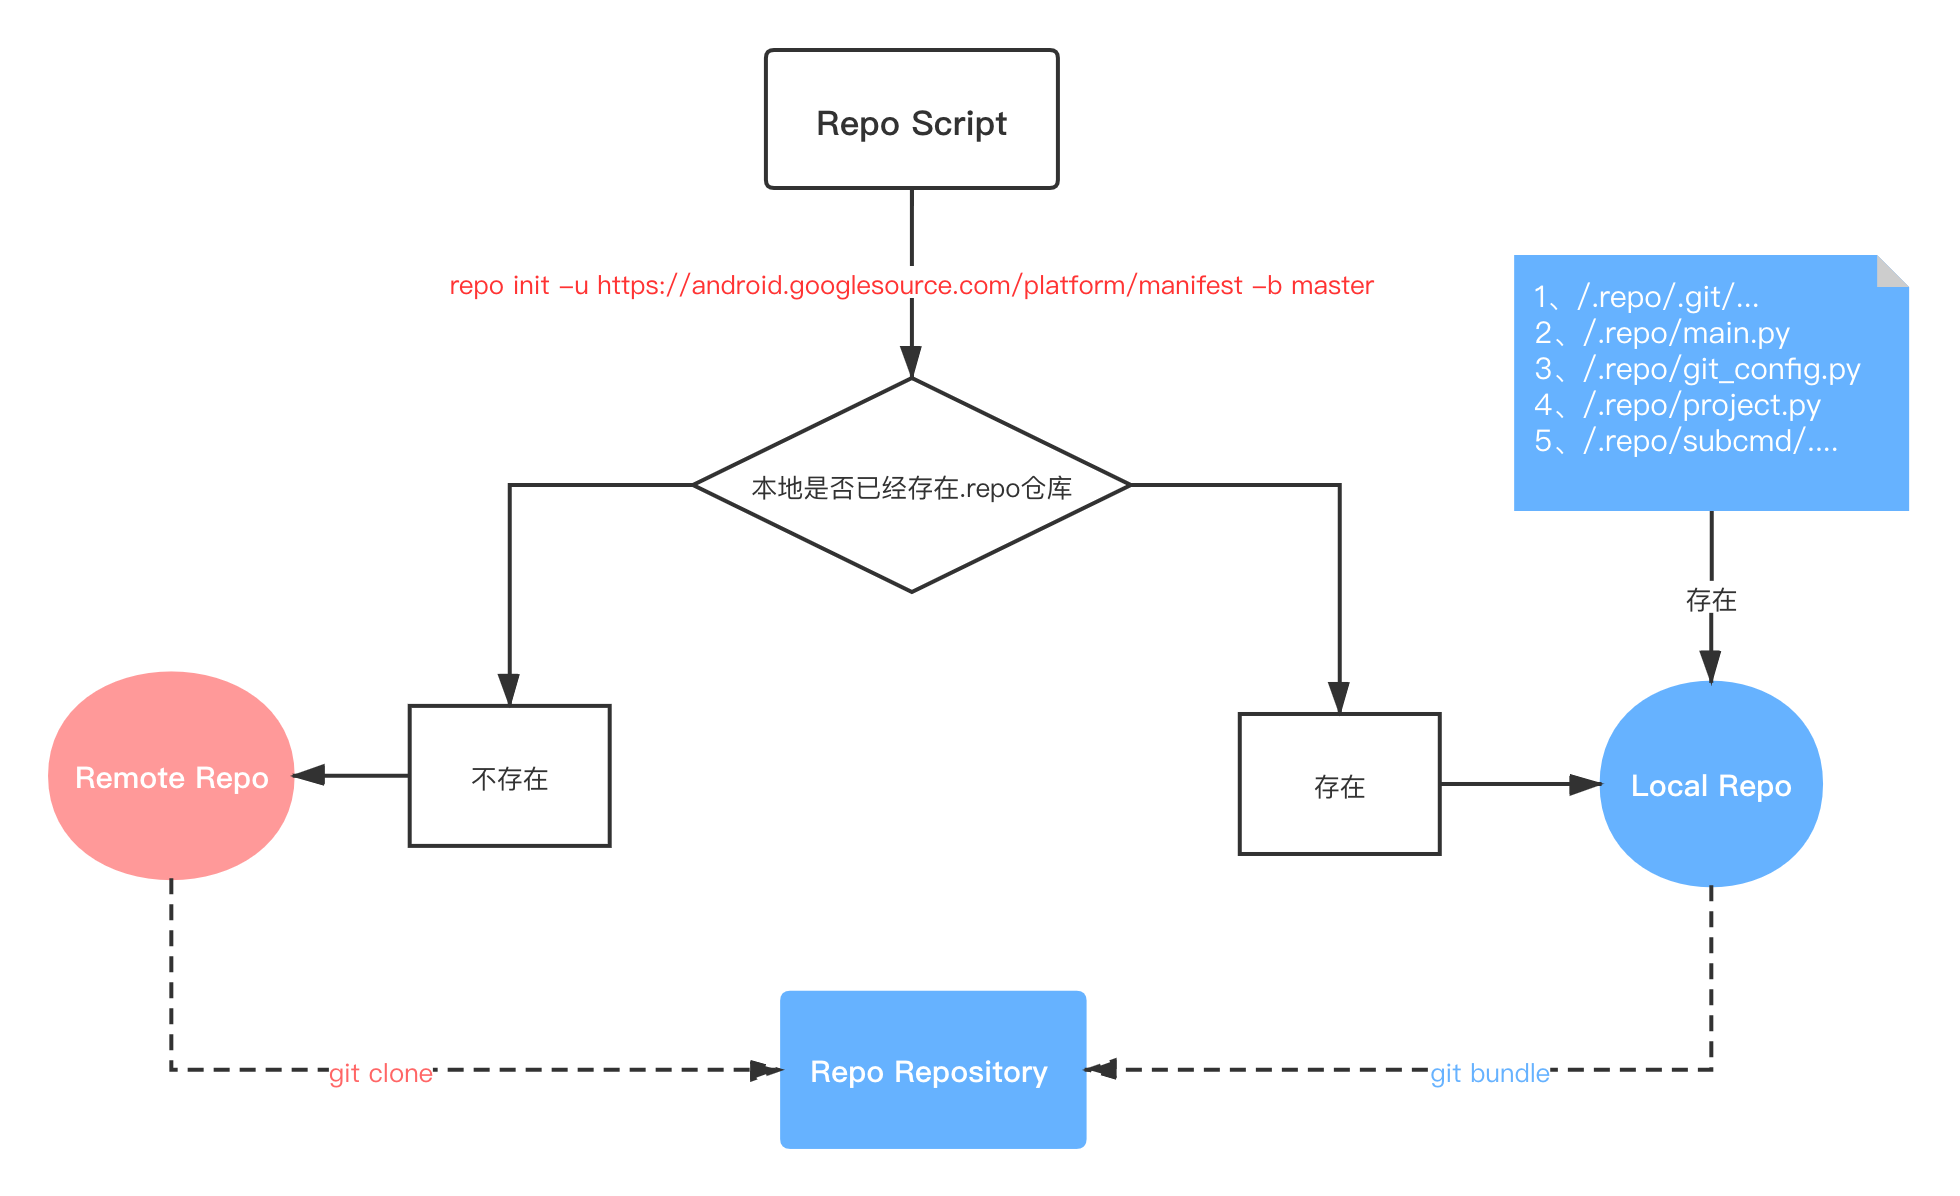 Repo Script
repo init -u https://android.googlesource.com/platform/manifest -b master
1、/.repo/.git/...
2、/.repo/main.py
3、/.repo/git_config.py
4、/.repo/project.py
5、/.repo/subcmd/....
本地是否已经存在.repo仓库
存在
Remote Repo
不存在
存在
Local Repo
git clone
Repo Repository
git bundle